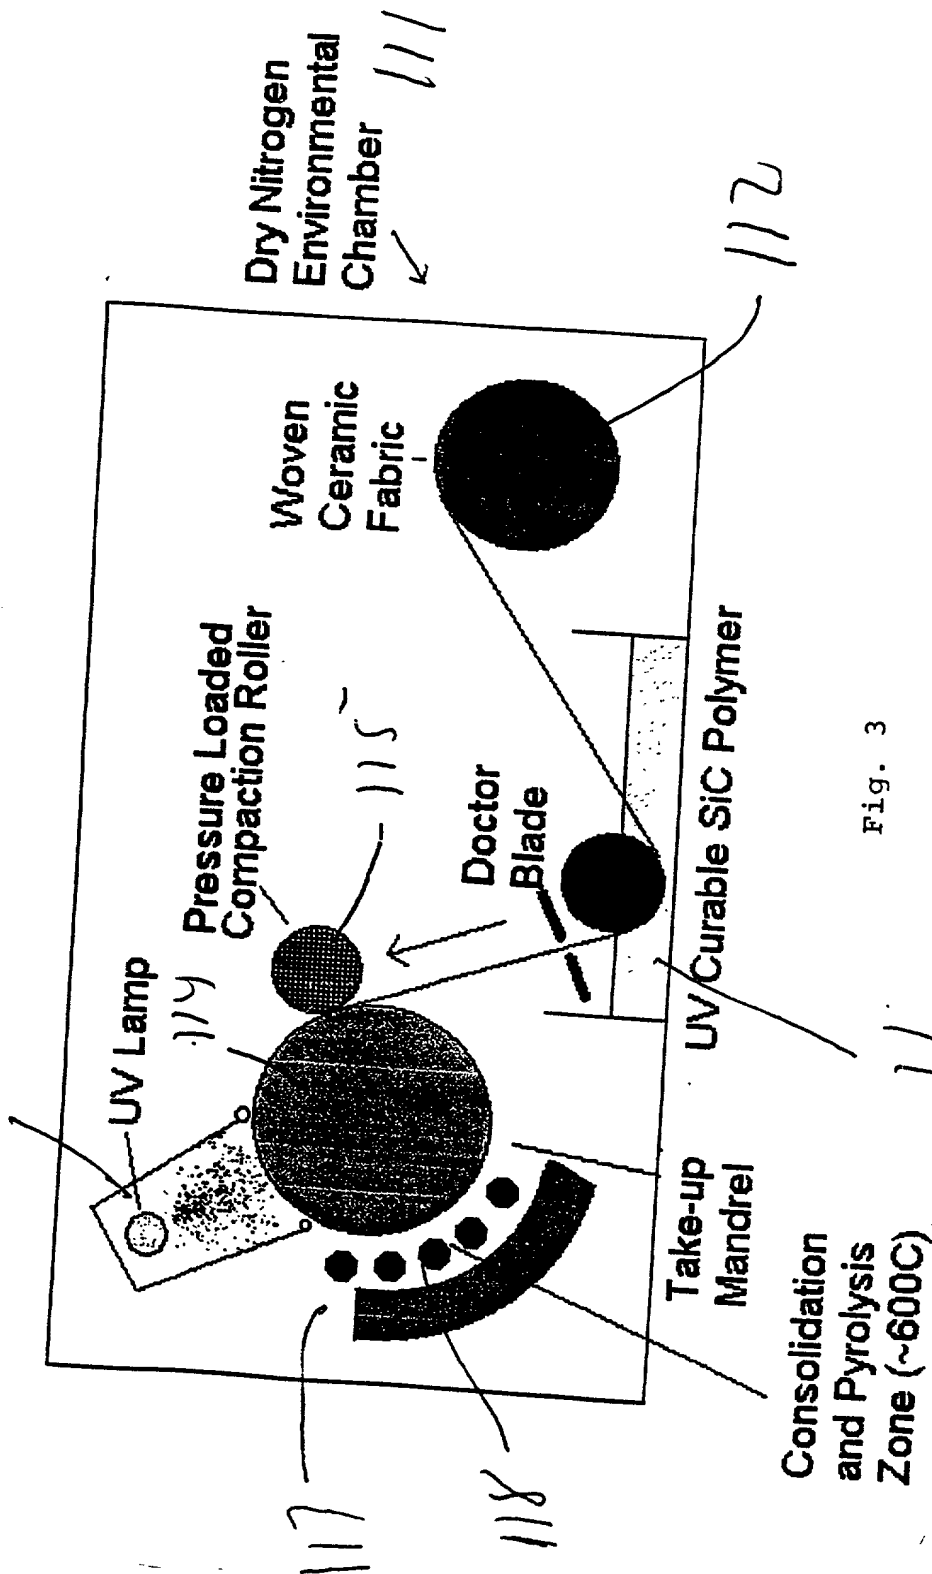 Dry Nitrogen
Environmental
Chamber
111
Woven
Ceramic
Fabric
112
Pressure Loaded
Compaction Roller
115
UV Lamp
114
Doctor
Blade
UV Curable SiC Polymer
11
Take-up
Mandrel
Consolidation
and Pyrolysis
Zone (~600C)
117
118
Fig. 3